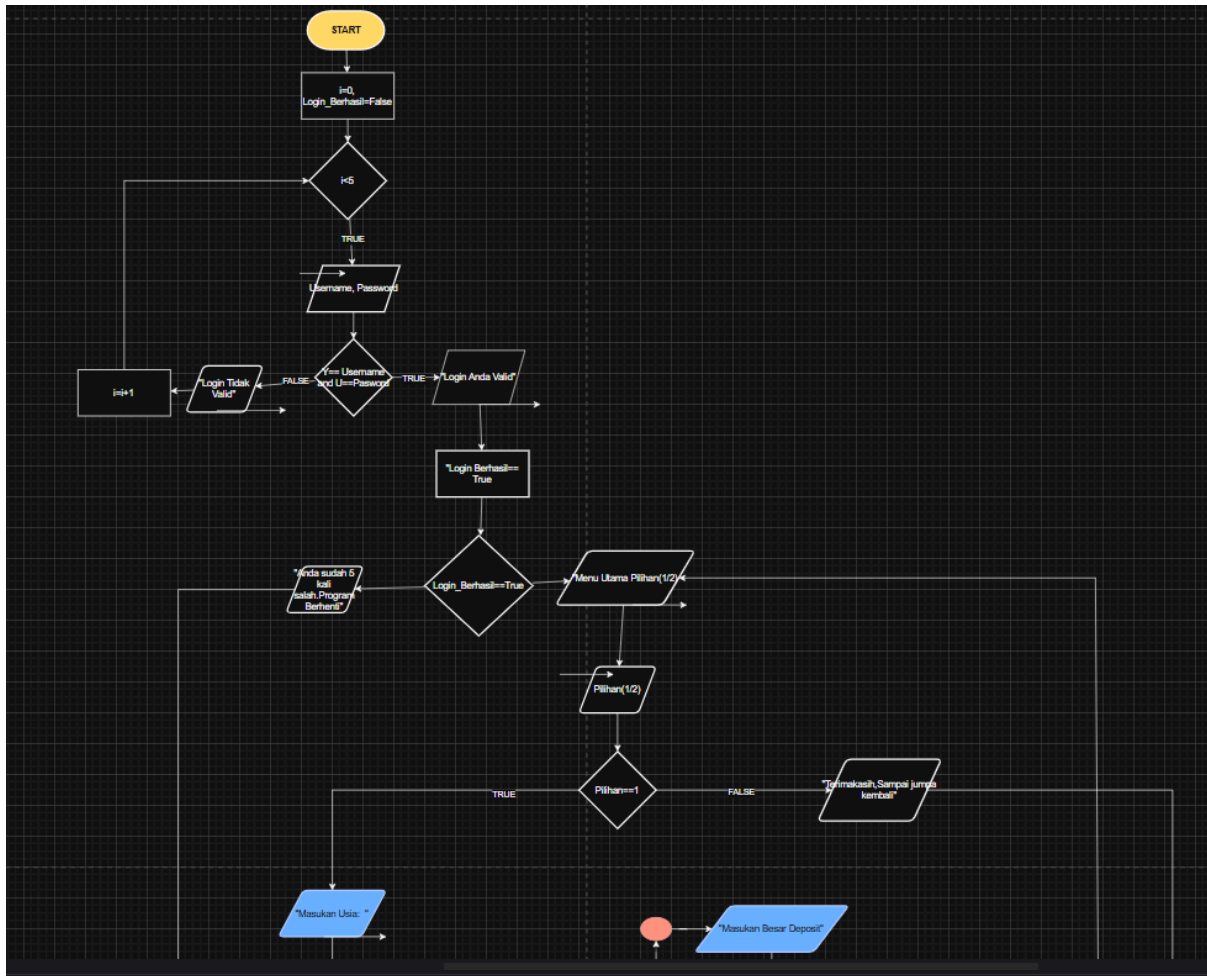 START
i=0,
Login_Berhasil=False
i<5
TRUE
Username, Password
Y== Username
and U==Pasword
FALSE
TRUE
"Login Tidak
Valid"
i=i+1
"Login Anda Valid"
"Login Berhasil==
True
Login_Berhasil==True
"Anda sudah 5
kali
salah.Program
Berhenti"
"Menu Utama Pilihan(1/2)
Pilihan(1/2)
Pilihan==1
TRUE
FALSE
"Terimakasih,Sampai jumpa
kembali"
"Masukan Usia:  "
"Masukan Besar Deposit"